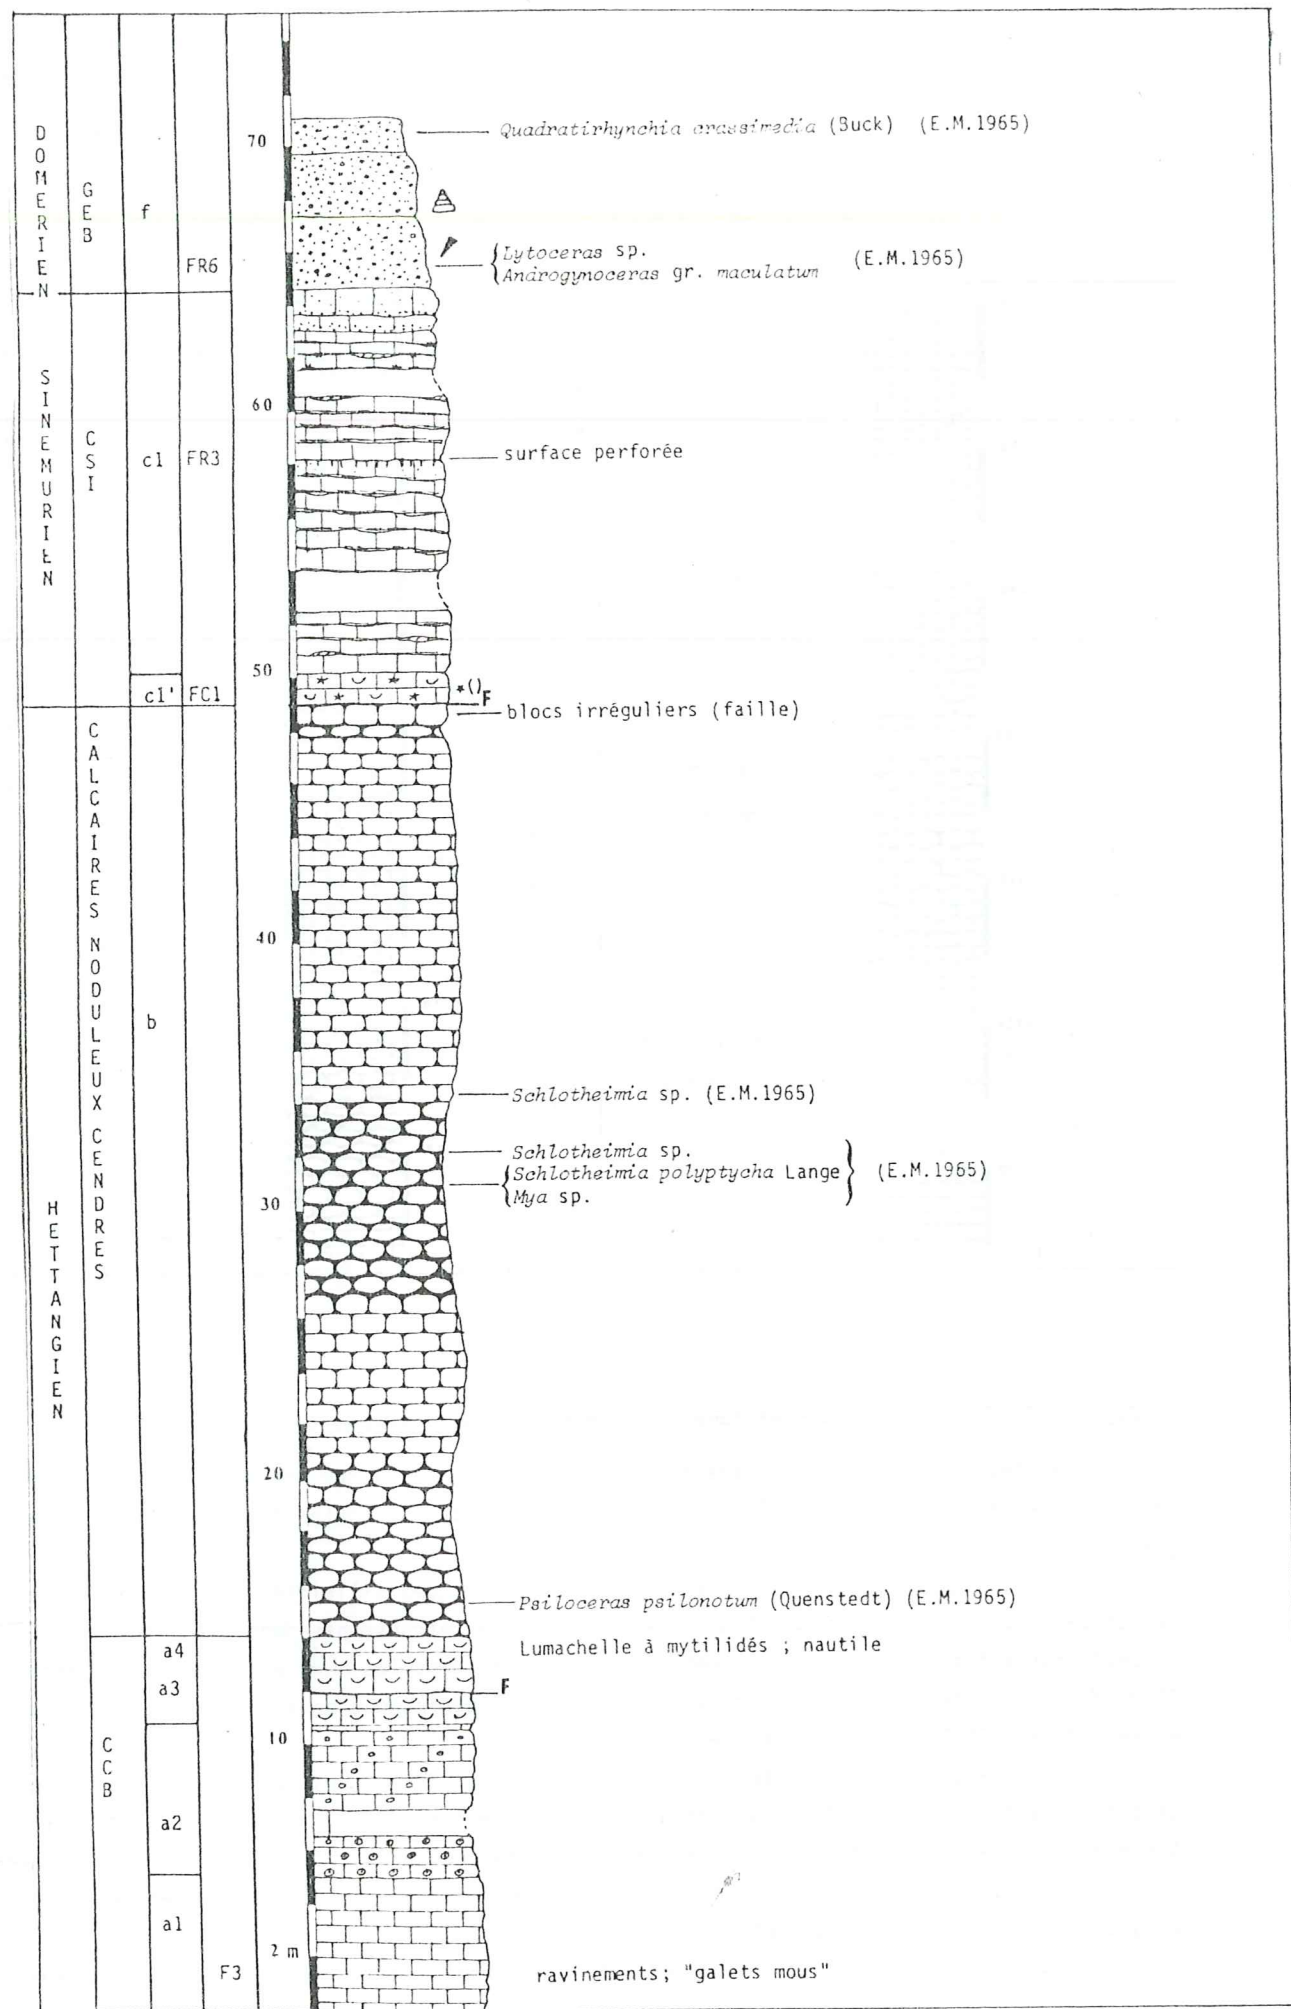 70
Quadratirhynchia crassimedia (Buck) (E.M.1965)
DOMERIEN
GEB
f
FR6
Lytoceras sp.
Androgynoceras gr. maculatum
(E.M.1965)
60
SINEMURIEN
CSI
c1
FR3
surface perforée
50
c1'
FC1
*()
F
blocs irréguliers (faille)
CALCAIRES NODULEUX CENDRES
40
b
Schlotheimia sp. (E.M.1965)
Schlotheimia sp.
Schlotheimia polyptycha Lange
Mya sp.
(E.M.1965)
30
HETTANGIEN
20
Psiloceras psilonotum (Quenstedt) (E.M.1965)
a4
Lumachelle à mytilidés ; nautile
a3
F
10
CCB
a2
a1
2 m
F3
ravinements; "galets mous"